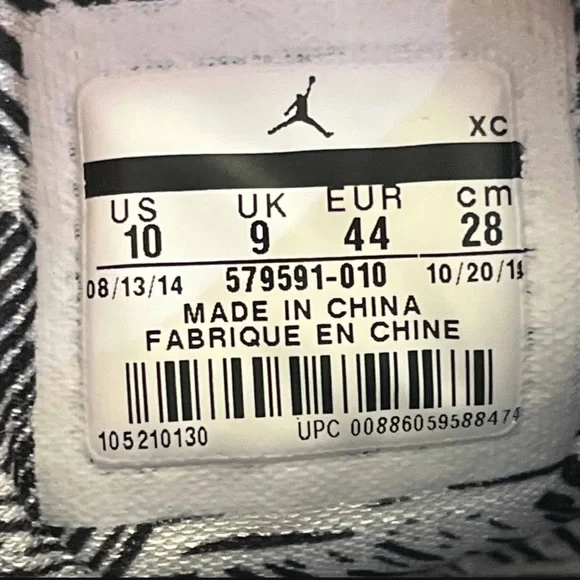 XC
US UK EUR cm
10 9 44 28
08/13/14 579591-010 10/20/14
MADE IN CHINA
FABRIQUE EN CHINE
105210130 UPC 00886059588474